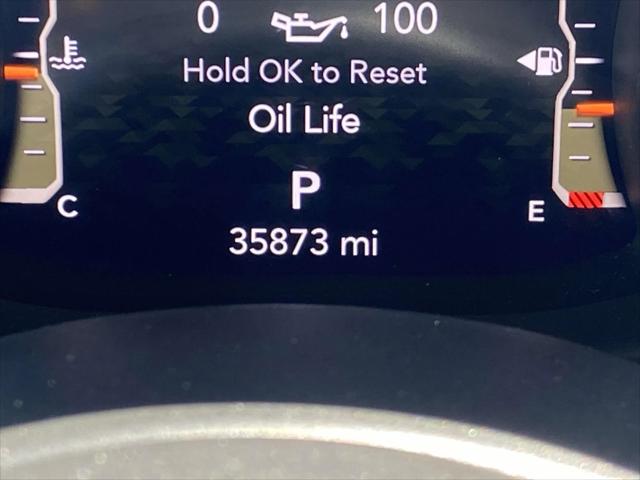 0 100
Hold OK to Reset
Oil Life
P
C E
35873 mi